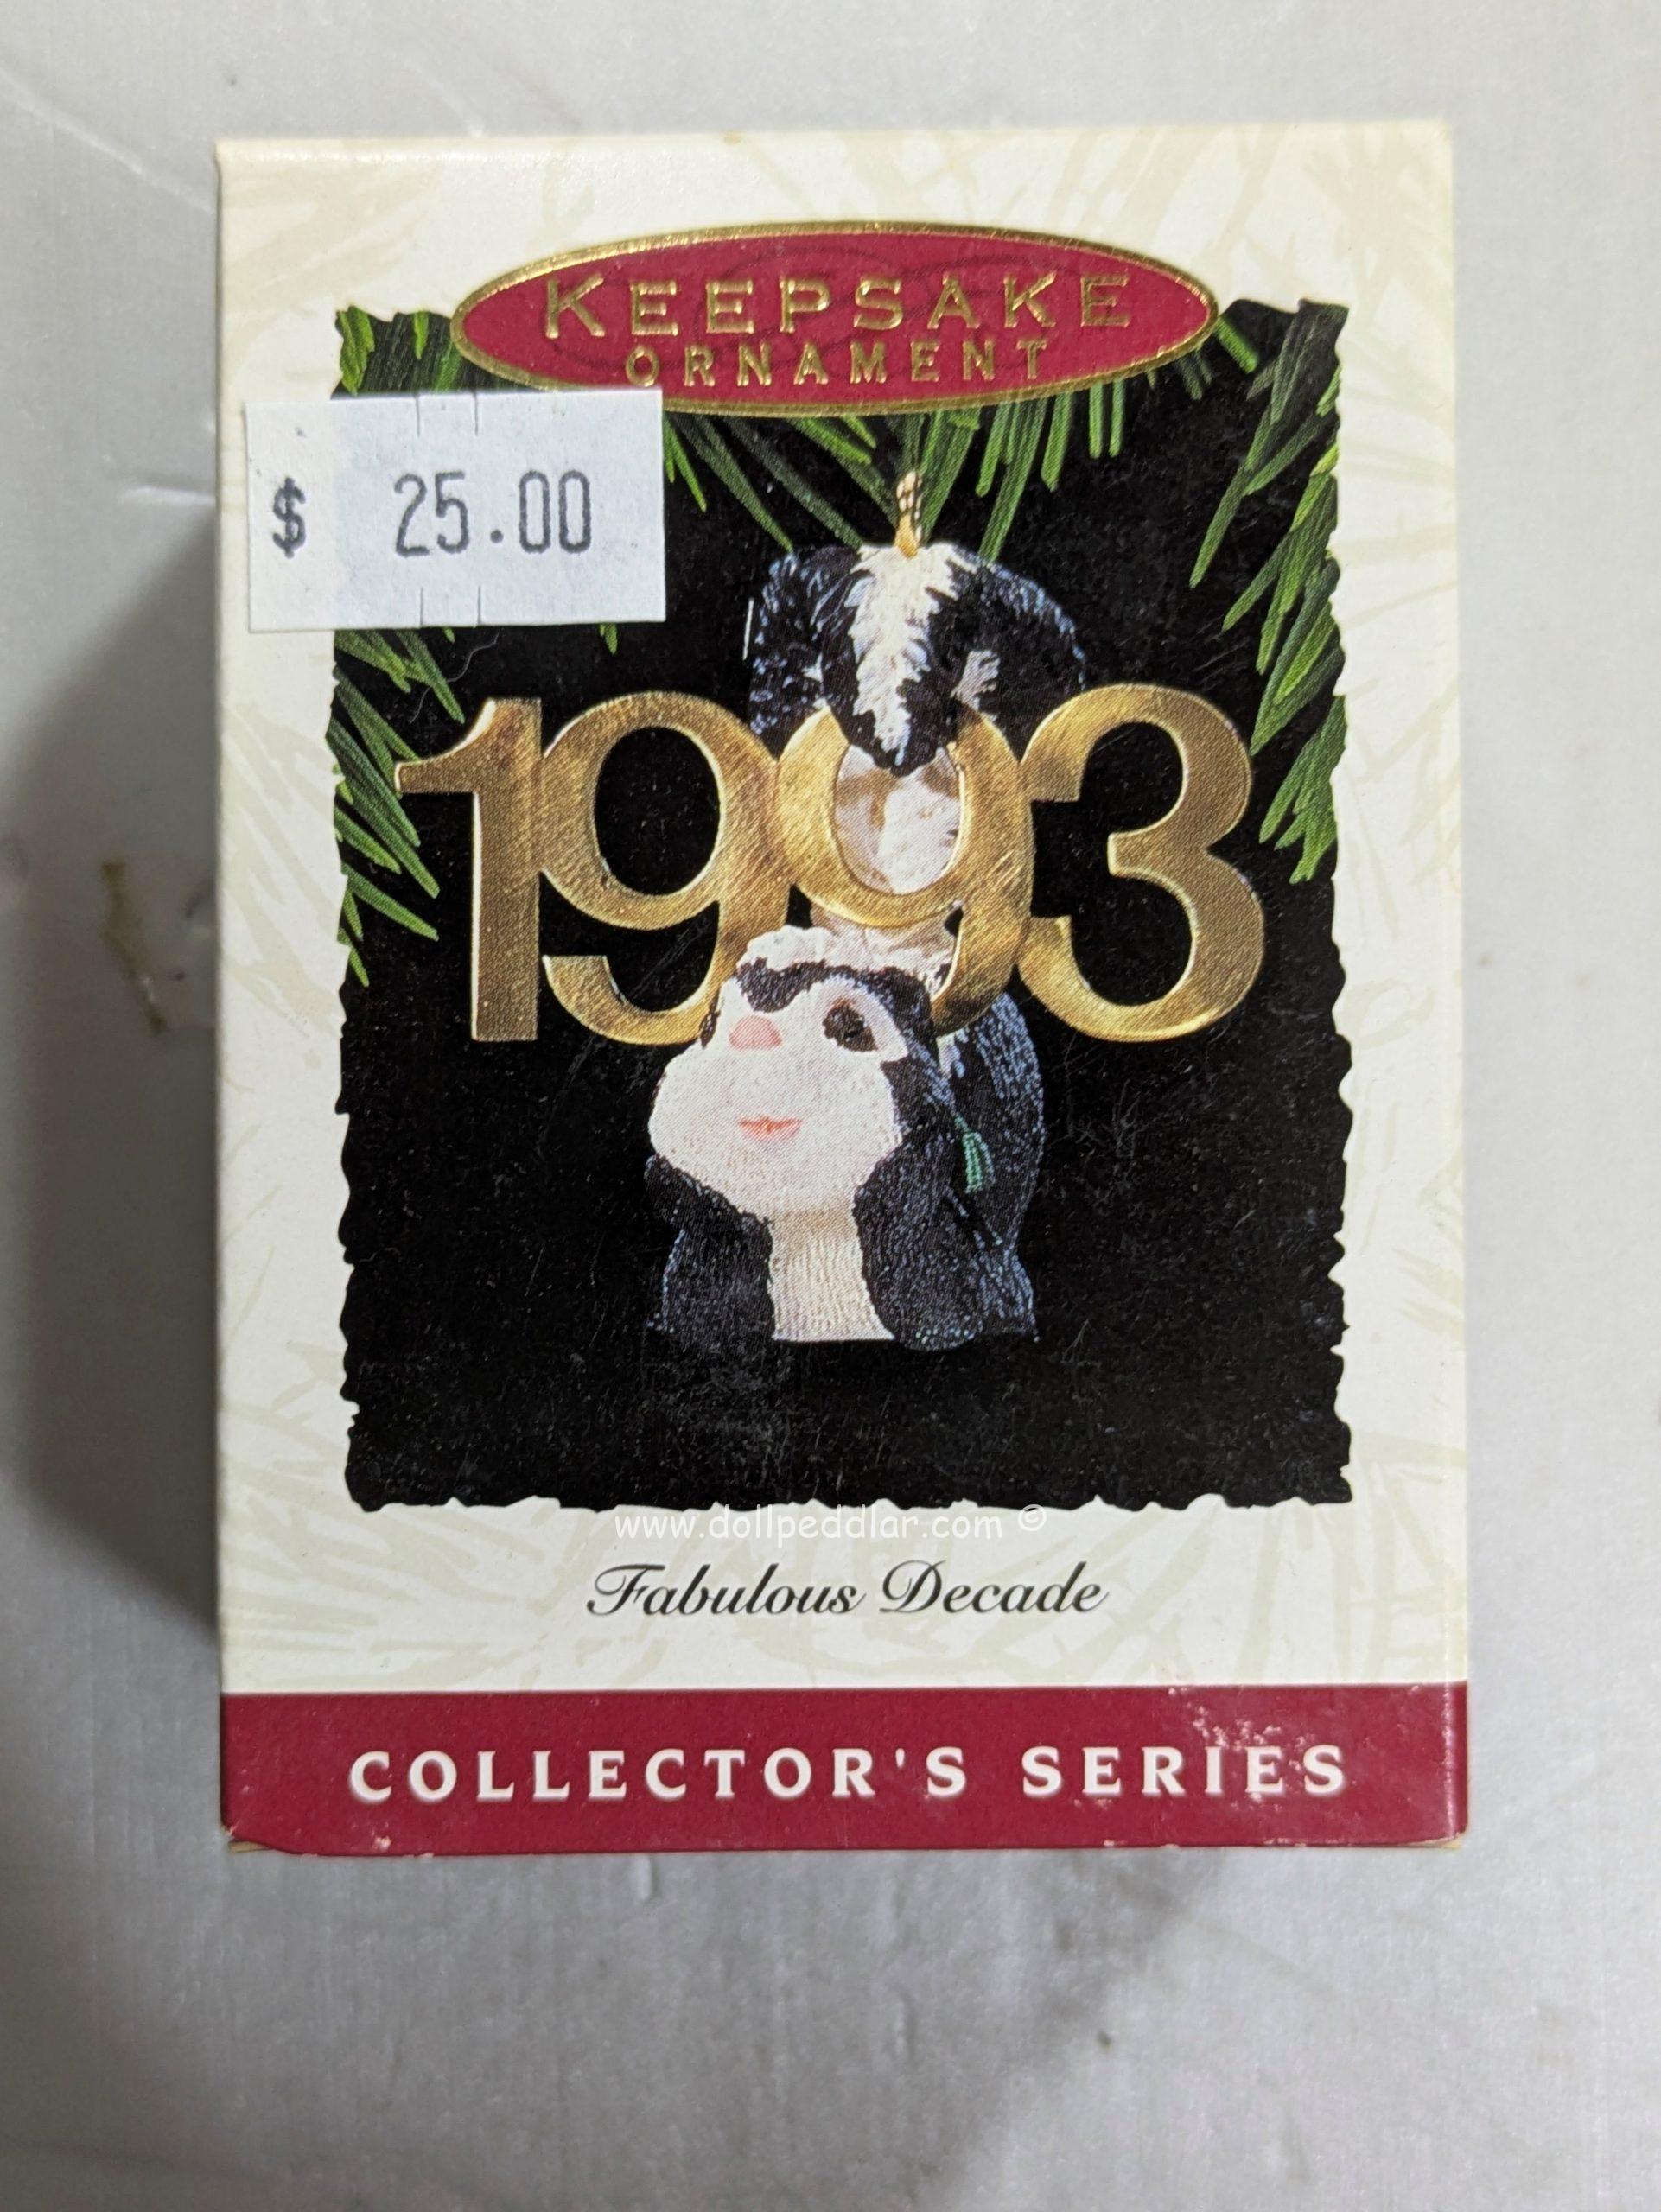 KEEPSAKE
ORNAMENT
$ 25.00
1993
www.dollpeddlar.com ©
Fabulous Decade
COLLECTOR'S SERIES